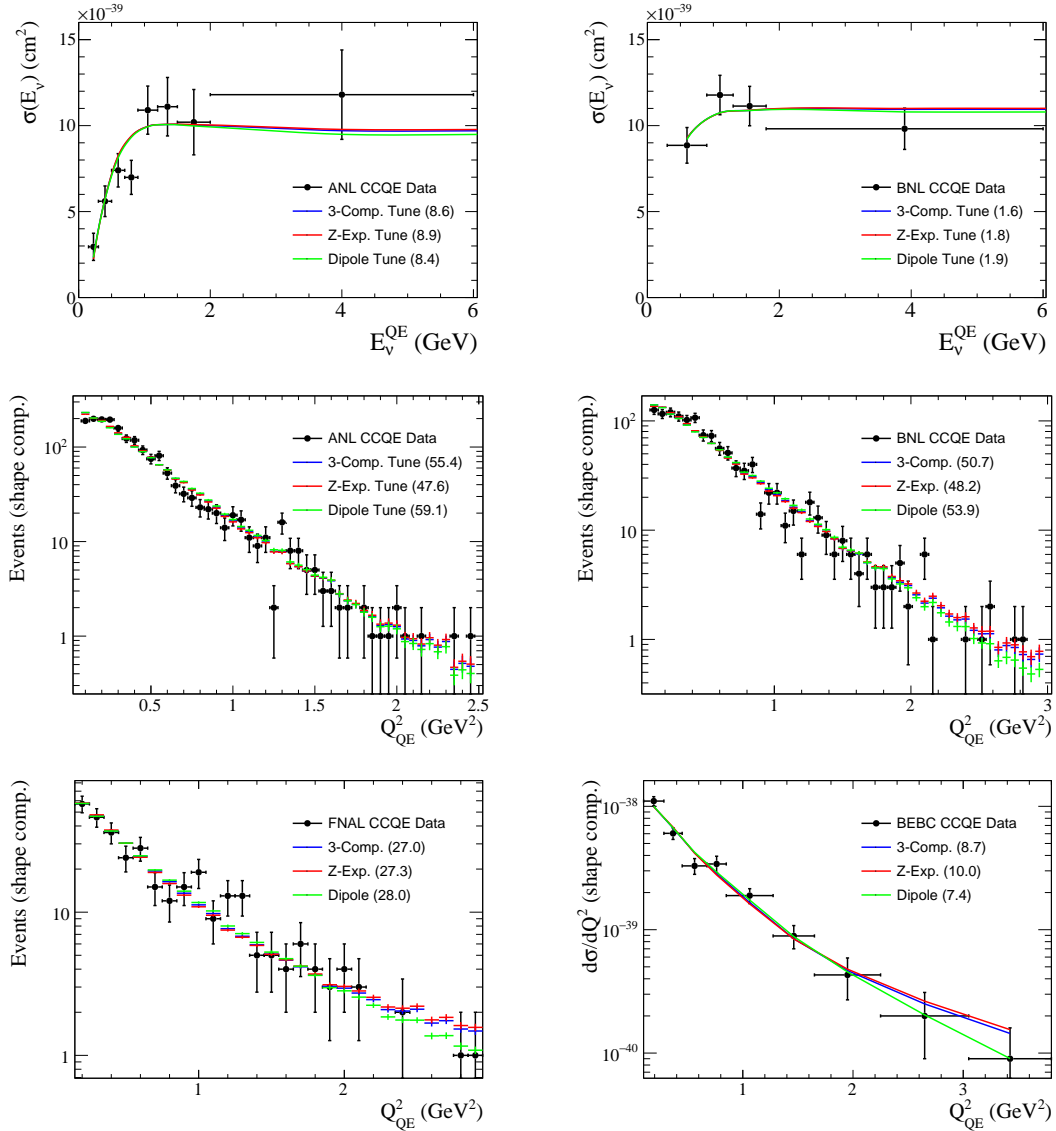 ×10⁻³⁹
σ(E_ν) (cm²)
15
10
5
0
ANL CCQE Data
3-Comp. Tune (8.6)
Z-Exp. Tune (8.9)
Dipole Tune (8.4)
0 2 4 6
E_ν^QE (GeV)
×10⁻³⁹
σ(E_ν) (cm²)
15
10
5
0
BNL CCQE Data
3-Comp. Tune (1.6)
Z-Exp. Tune (1.8)
Dipole Tune (1.9)
0 2 4 6
E_ν^QE (GeV)
Events (shape comp.)
10²
10
1
ANL CCQE Data
3-Comp. Tune (55.4)
Z-Exp. Tune (47.6)
Dipole Tune (59.1)
0.5 1 1.5 2 2.5
Q²_QE (GeV²)
Events (shape comp.)
10²
10
1
BNL CCQE Data
3-Comp. (50.7)
Z-Exp. (48.2)
Dipole (53.9)
1 2 3
Q²_QE (GeV²)
Events (shape comp.)
10
1
FNAL CCQE Data
3-Comp. (27.0)
Z-Exp. (27.3)
Dipole (28.0)
1 2
Q²_QE (GeV²)
dσ/dQ² (shape comp.)
10⁻³⁸
10⁻³⁹
10⁻⁴⁰
BEBC CCQE Data
3-Comp. (8.7)
Z-Exp. (10.0)
Dipole (7.4)
1 2 3
Q²_QE (GeV²)